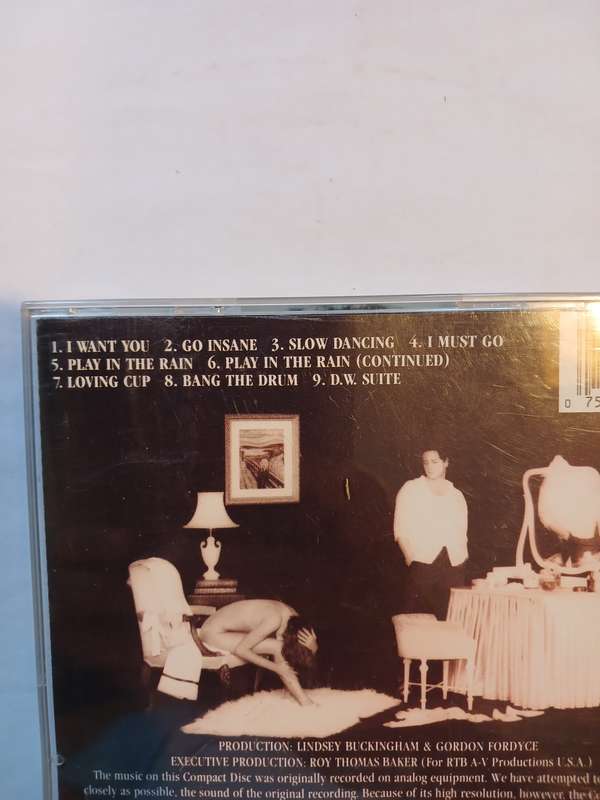 1. I WANT YOU 2. GO INSANE 3. SLOW DANCING 4. I MUST GO
5. PLAY IN THE RAIN 6. PLAY IN THE RAIN (CONTINUED)
7. LOVING CUP 8. BANG THE DRUM 9. D.W. SUITE
0 75
PRODUCTION: LINDSEY BUCKINGHAM & GORDON FORDYCE
EXECUTIVE PRODUCTION: ROY THOMAS BAKER (For RTB A-V Productions U.S.A.)
The music on this Compact Disc was originally recorded on analog equipment. We have attempted to
closely as possible, the sound of the original recording. Because of its high resolution, however, the Co